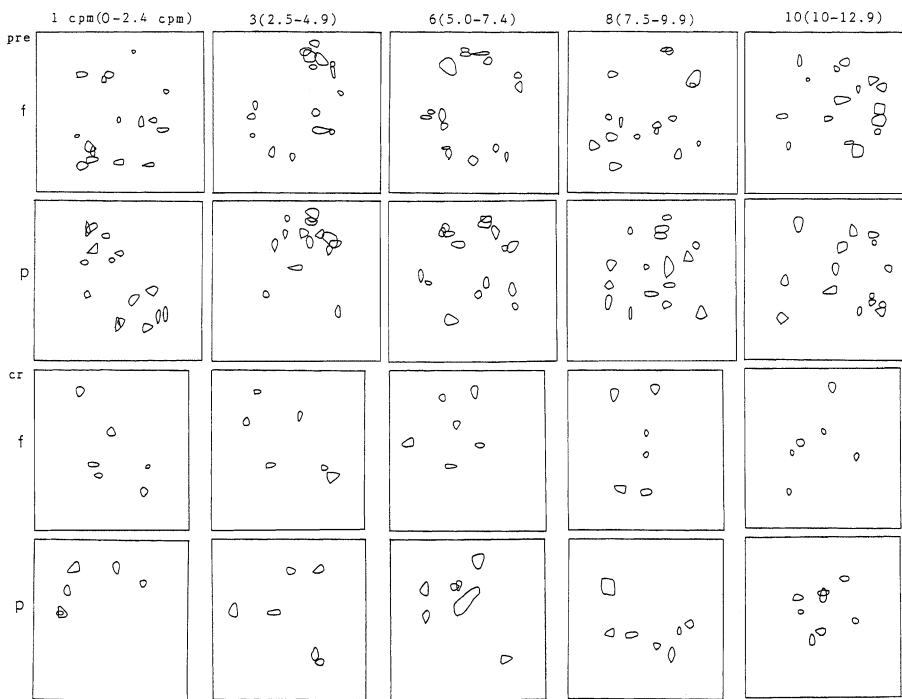 1 cpm(0-2.4 cpm) 3(2.5-4.9) 6(5.0-7.4) 8(7.5-9.9) 10(10-12.9)
pre
f
p
cr
f
p